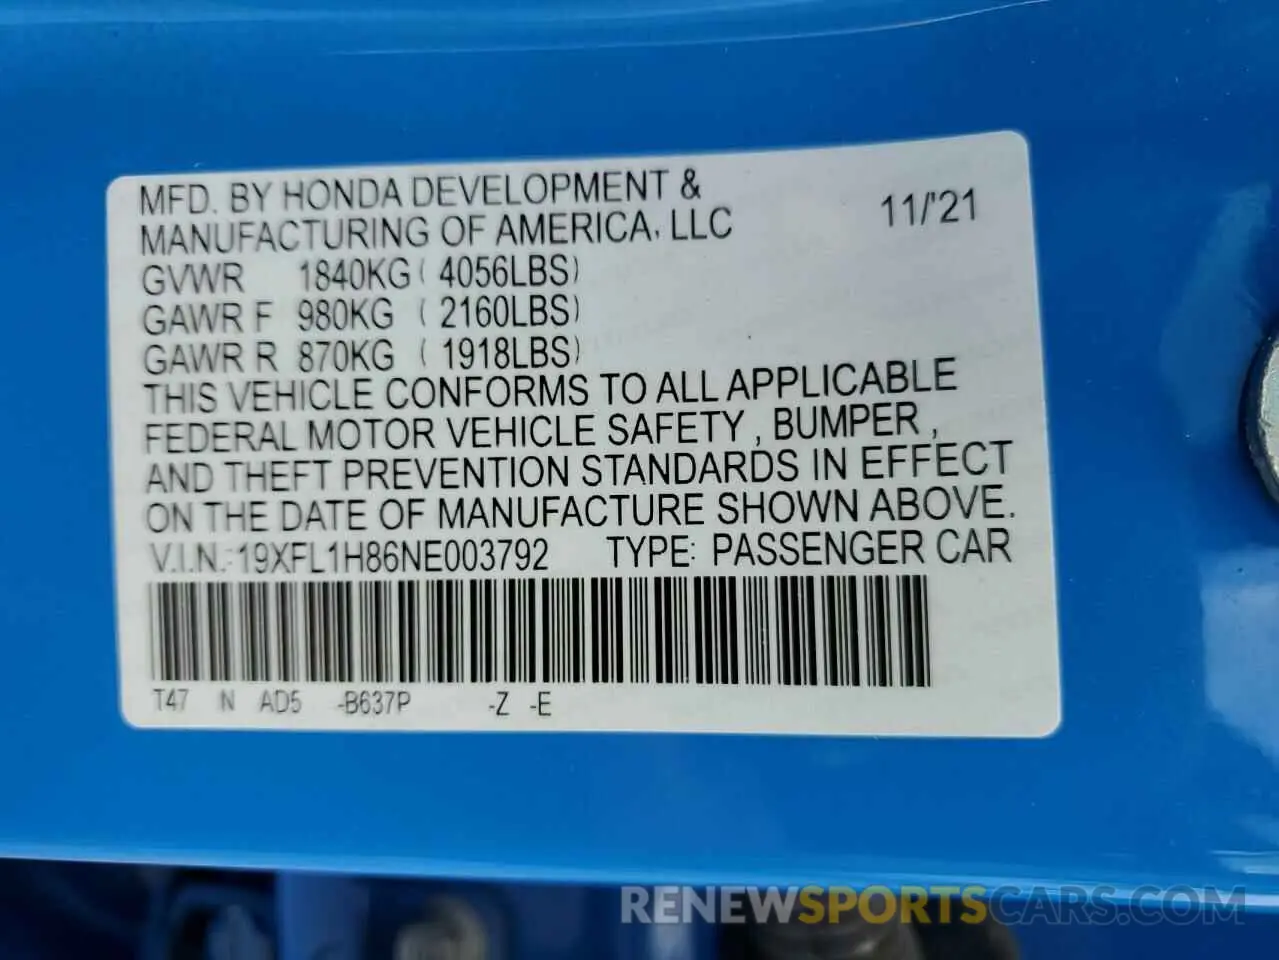 MFD. BY HONDA DEVELOPMENT &
MANUFACTURING OF AMERICA, LLC 11/'21
GVWR 1840KG ( 4056LBS)
GAWR F 980KG ( 2160LBS)
GAWR R 870KG ( 1918LBS)
THIS VEHICLE CONFORMS TO ALL APPLICABLE
FEDERAL MOTOR VEHICLE SAFETY , BUMPER ,
AND THEFT PREVENTION STANDARDS IN EFFECT
ON THE DATE OF MANUFACTURE SHOWN ABOVE.
V.I.N.: 19XFL1H86NE003792 TYPE: PASSENGER CAR
T47 N AD5 -B637P -Z -E
RENEWSPORTSCARS.COM